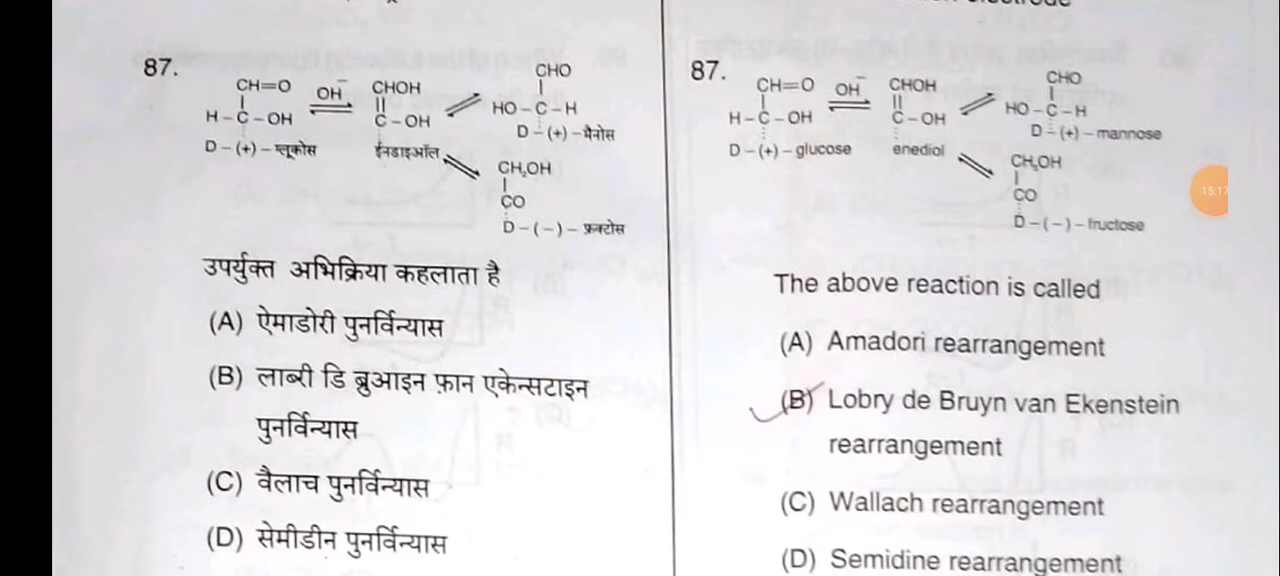 87.
CH=O
H-C-OH
D-(+)-ग्लूकोस
OH⁻
CHOH
C-OH
ईनडाइऑल
CHO
HO-C-H
D-(+)-मैनोस
CH₂OH
CO
D-(-)-फ्रक्टोस
उपर्युक्त अभिक्रिया कहलाता है
(A) ऐमाडोरी पुनर्विन्यास
(B) लाब्री डि ब्रुआइन फ़ान एकेन्सटाइन
पुनर्विन्यास
(C) वैलाच पुनर्विन्यास
(D) सेमीडीन पुनर्विन्यास
87.
CH=O
H-C-OH
D-(+)-glucose
OH⁻
CHOH
C-OH
enediol
CHO
HO-C-H
D-(+)-mannose
CH₂OH
CO
D-(-)-fructose
The above reaction is called
(A) Amadori rearrangement
(B) Lobry de Bruyn van Ekenstein
rearrangement
(C) Wallach rearrangement
(D) Semidine rearrangement
15:17